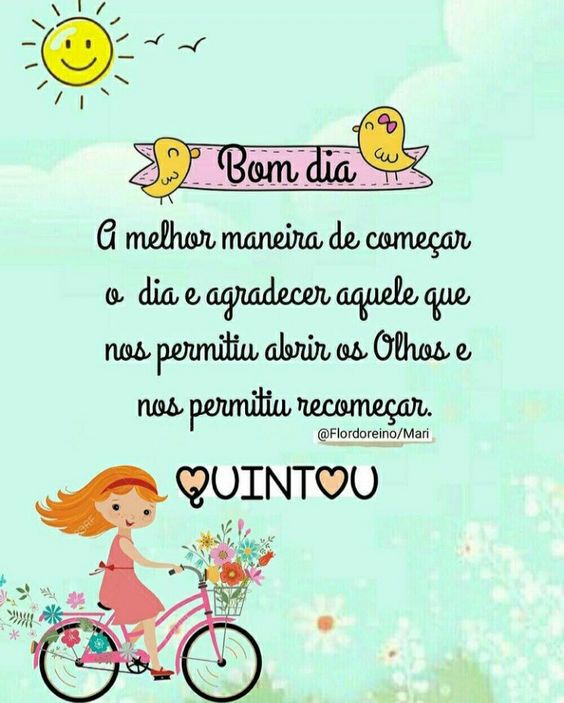 Bom dia
A melhor maneira de começar
o dia e agradecer aquele que
nos permitiu abrir os Olhos e
nos permitiu recomeçar.
@Flordoreino/Mari
QUINTOU